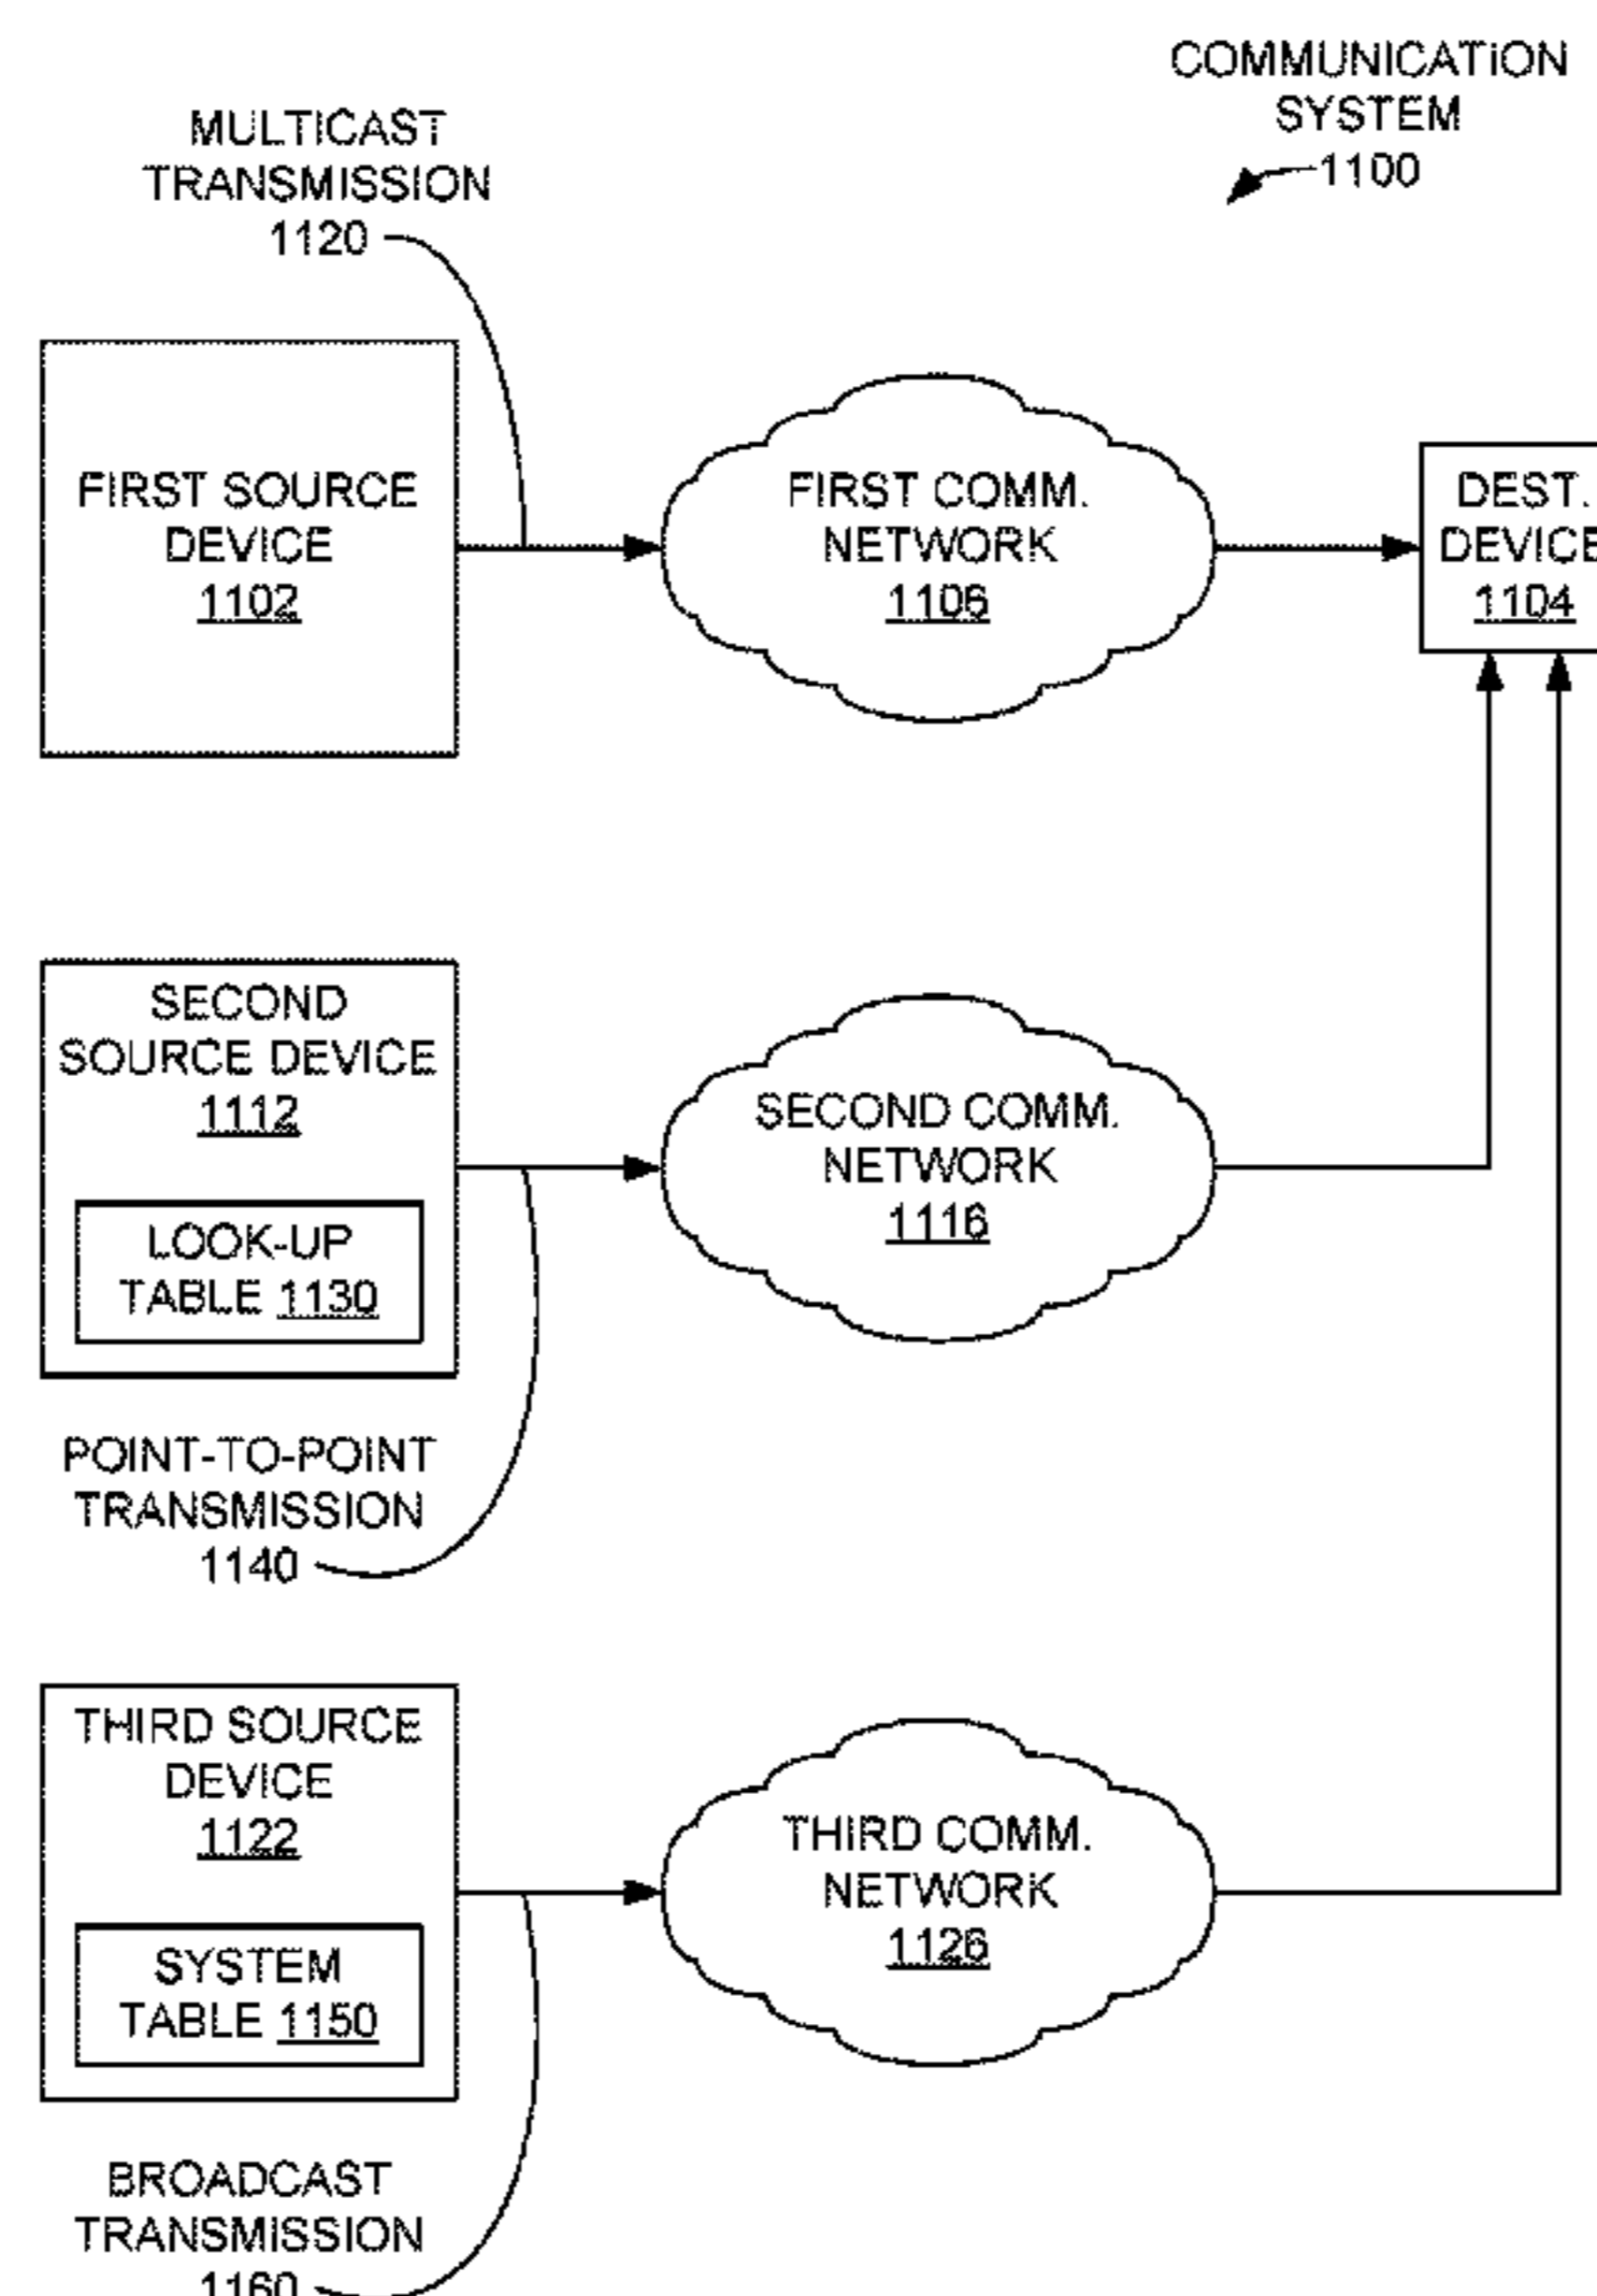 COMMUNICATION
SYSTEM
1100
MULTICAST
TRANSMISSION
1120
FIRST SOURCE
DEVICE
1102
FIRST COMM.
NETWORK
1106
DEST.
DEVICE
1104
SECOND
SOURCE DEVICE
1112
LOOK-UP
TABLE 1130
SECOND COMM.
NETWORK
1116
POINT-TO-POINT
TRANSMISSION
1140
THIRD SOURCE
DEVICE
1122
SYSTEM
TABLE 1150
THIRD COMM.
NETWORK
1126
BROADCAST
TRANSMISSION
1160